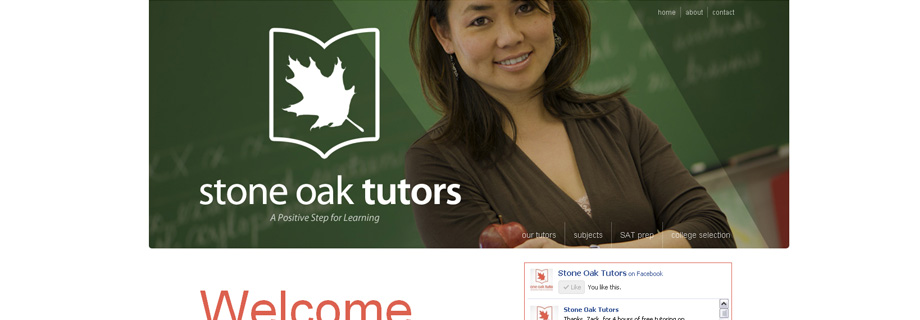 home about contact
stone oak tutors
A Positive Step for Learning
our tutors subjects SAT prep college selection
Welcome
Stone Oak Tutors on Facebook
Like You like this.
Stone Oak Tutors
Thanks, Zack, for 4 hours of free tutoring on